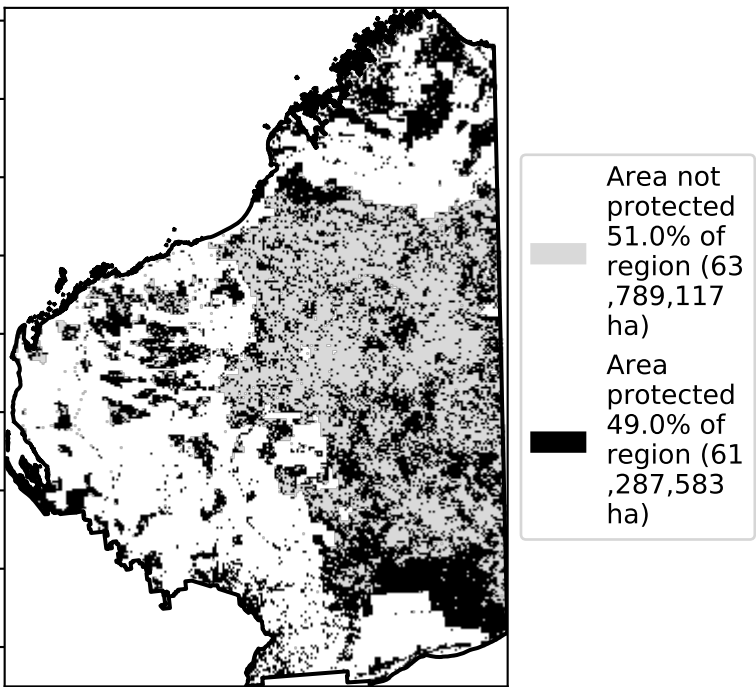 Area not
protected
51.0% of
region (63
,789,117
ha)
Area
protected
49.0% of
region (61
,287,583
ha)